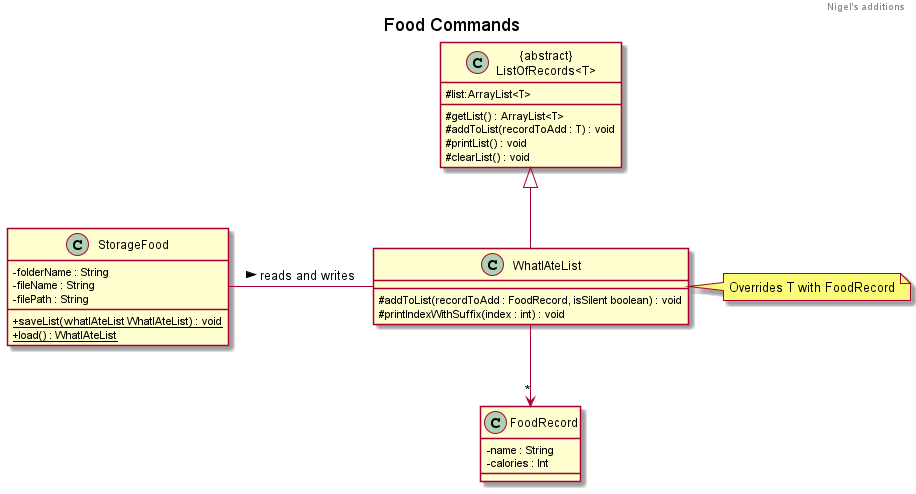 Nigel's additions
Food Commands
C
{abstract}
ListOfRecords<T>
#list:ArrayList<T>
#getList() : ArrayList<T>
#addToList(recordToAdd : T) : void
#printList() : void
#clearList() : void
C StorageFood
-folderName : String
-fileName : String
-filePath : String
+saveList(whatIAteList WhatIAteList) : void
+load() : WhatIAteList
reads and writes
C WhatIAteList
#addToList(recordToAdd : FoodRecord, isSilent boolean) : void
#printIndexWithSuffix(index : int) : void
Overrides T with FoodRecord
*
C FoodRecord
-name : String
-calories : Int